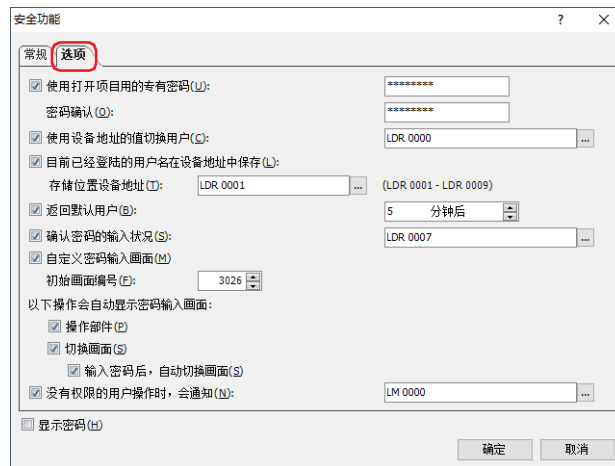 安全功能 ? ×
常规 选项
使用打开项目用的专有密码(U): ********
密码确认(O): ********
使用设备地址的值切换用户(C): LDR 0000 ...
目前已经登陆的用户名在设备地址中保存(L):
存储位置设备地址(T): LDR 0001 ... (LDR 0001 - LDR 0009)
返回默认用户(B): 5 分钟后
确认密码的输入状况(S): LDR 0007 ...
自定义密码输入画面(M)
初始画面编号(F): 3026
以下操作会自动显示密码输入画面:
操作部件(P)
切换画面(S)
输入密码后，自动切换画面(S)
没有权限的用户操作时，会通知(N): LM 0000 ...
显示密码(H)
确定 取消